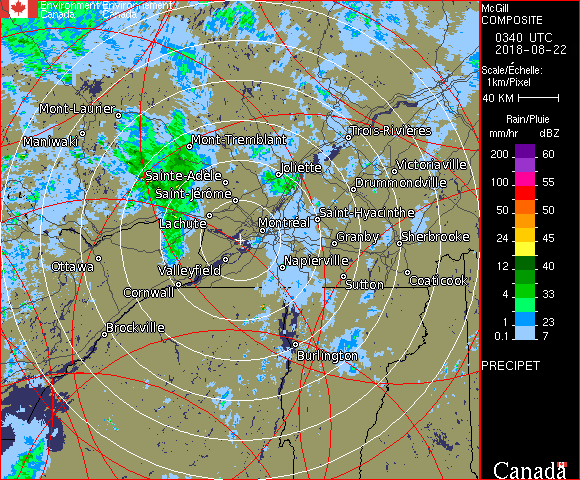 Environment Environnement
Canada Canada
McGill
COMPOSITE
0340 UTC
2018-08-22
Scale/Échelle:
1km/Pixel
40 KM
Rain/Pluie
mm/hr dBZ
200 60
100 55
50 50
24 45
12 40
4 33
1 23
0.1 7
PRECIPET
Canada
Mont-Laurier
Maniwaki
Mont-Tremblant
Trois-Rivières
Sainte-Adèle
Joliette
Victoriaville
Saint-Jérôme
Drummondville
Lachute
Montréal
Saint-Hyacinthe
Granby
Sherbrooke
Ottawa
Valleyfield
Napierville
Cornwall
Sutton
Coaticook
Brockville
Burlington